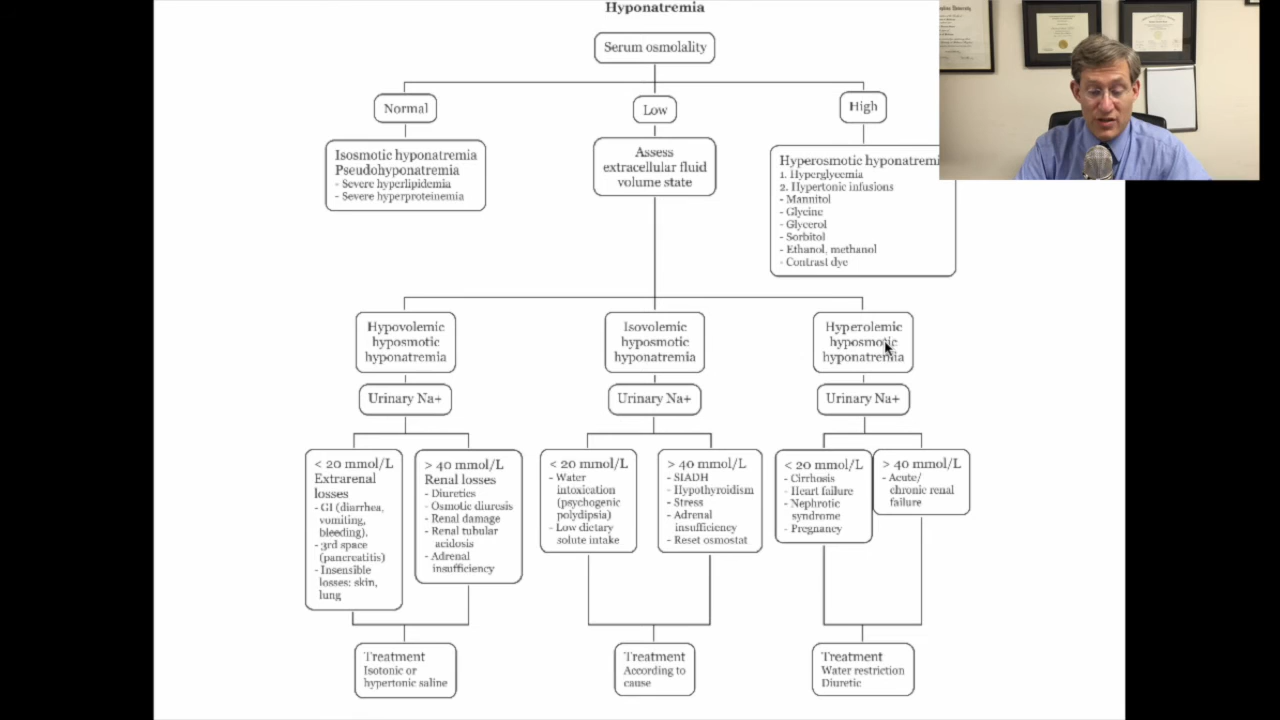 Hyponatremia
Serum osmolality
Normal
Low
High
Isosmotic hyponatremia
Pseudohyponatremia
- Severe hyperlipidemia
- Severe hyperproteinemia
Assess
extracellular fluid
volume state
Hyperosmotic hyponatremi
1. Hyperglycemia
2. Hypertonic infusions
- Mannitol
- Glycine
- Glycerol
- Sorbitol
- Ethanol, methanol
- Contrast dye
Hypovolemic
hyposmotic
hyponatremia
Isovolemic
hyposmotic
hyponatremia
Hyperolemic
hyposmotic
hyponatremia
Urinary Na+
Urinary Na+
Urinary Na+
< 20 mmol/L
Extrarenal
losses
- GI (diarrhea,
vomiting,
bleeding).
- 3rd space
(pancreatitis)
- Insensible
losses: skin,
lung
> 40 mmol/L
Renal losses
- Diuretics
- Osmotic diuresis
- Renal damage
- Renal tubular
acidosis
- Adrenal
insufficiency
< 20 mmol/L
- Water
intoxication
(psychogenic
polydipsia)
- Low dietary
solute intake
> 40 mmol/L
- SIADH
- Hypothyroidism
- Stress
- Adrenal
insufficiency
- Reset osmostat
< 20 mmol/L
- Cirrhosis
- Heart failure
- Nephrotic
syndrome
- Pregnancy
> 40 mmol/L
- Acute/
chronic renal
failure
Treatment
Isotonic or
hypertonic saline
Treatment
According to
cause
Treatment
Water restriction
Diuretic